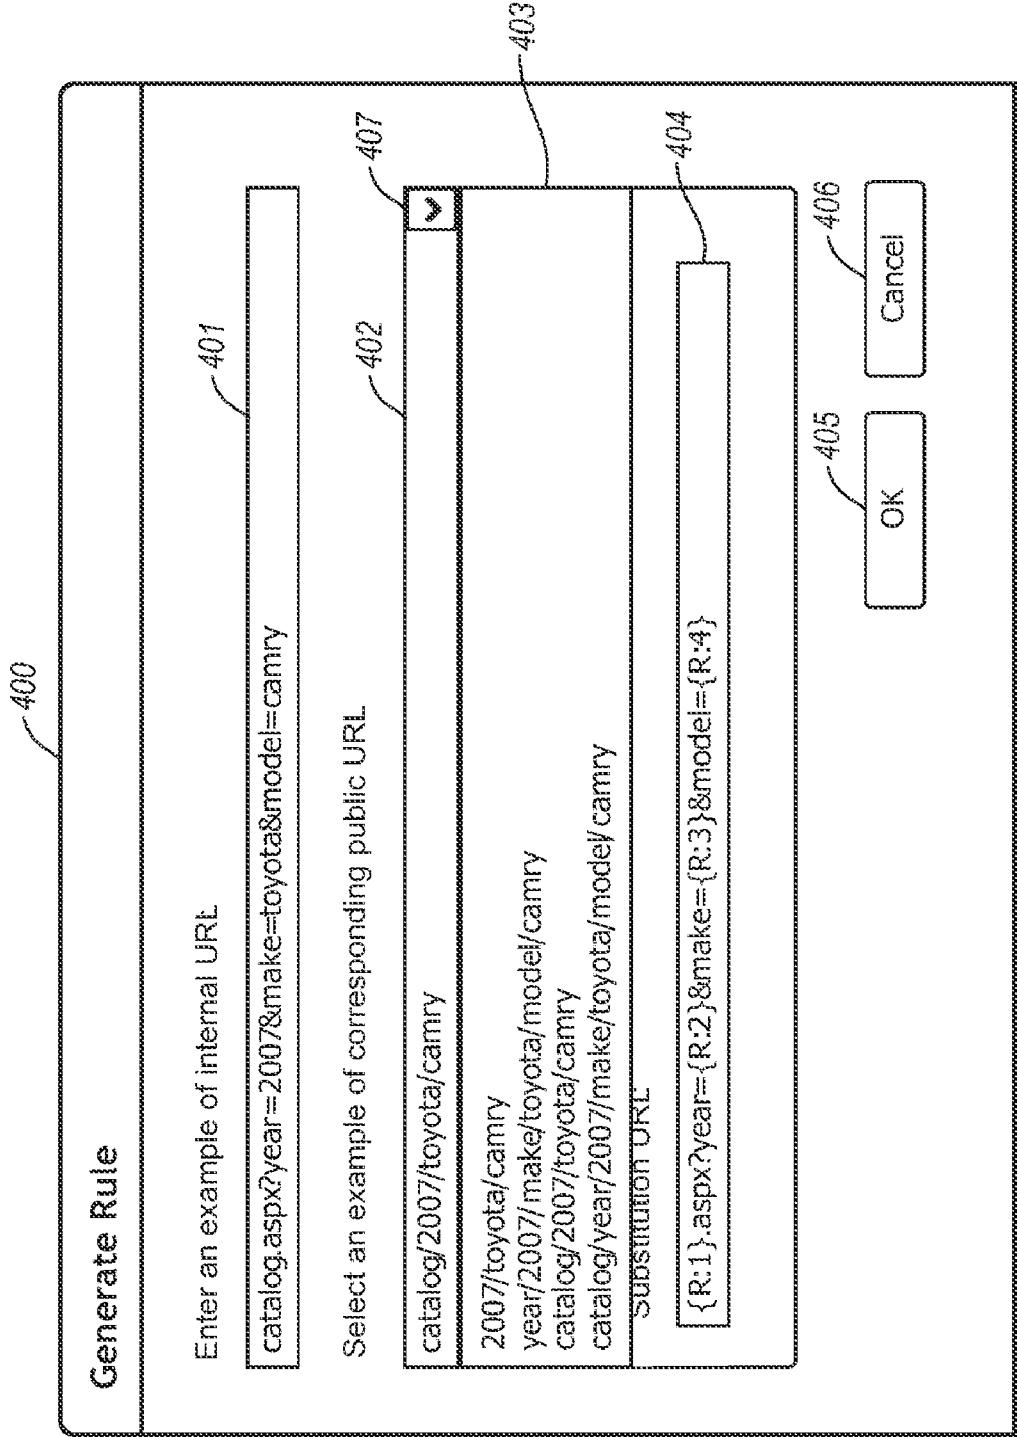 400
Generate Rule
Enter an example of internal URL
401
catalog.aspx?year=2007&make=toyota&model=camry
Select an example of corresponding public URL
402
407
catalog/2007/toyota/camry
2007/toyota/camry
year/2007/make/toyota/model/camry
catalog/2007/toyota/camry
catalog/year/2007/make/toyota/model/camry
403
Substitution URL
404
{R:1}.aspx?year={R:2}&make={R:3}&model={R:4}
405
406
OK
Cancel